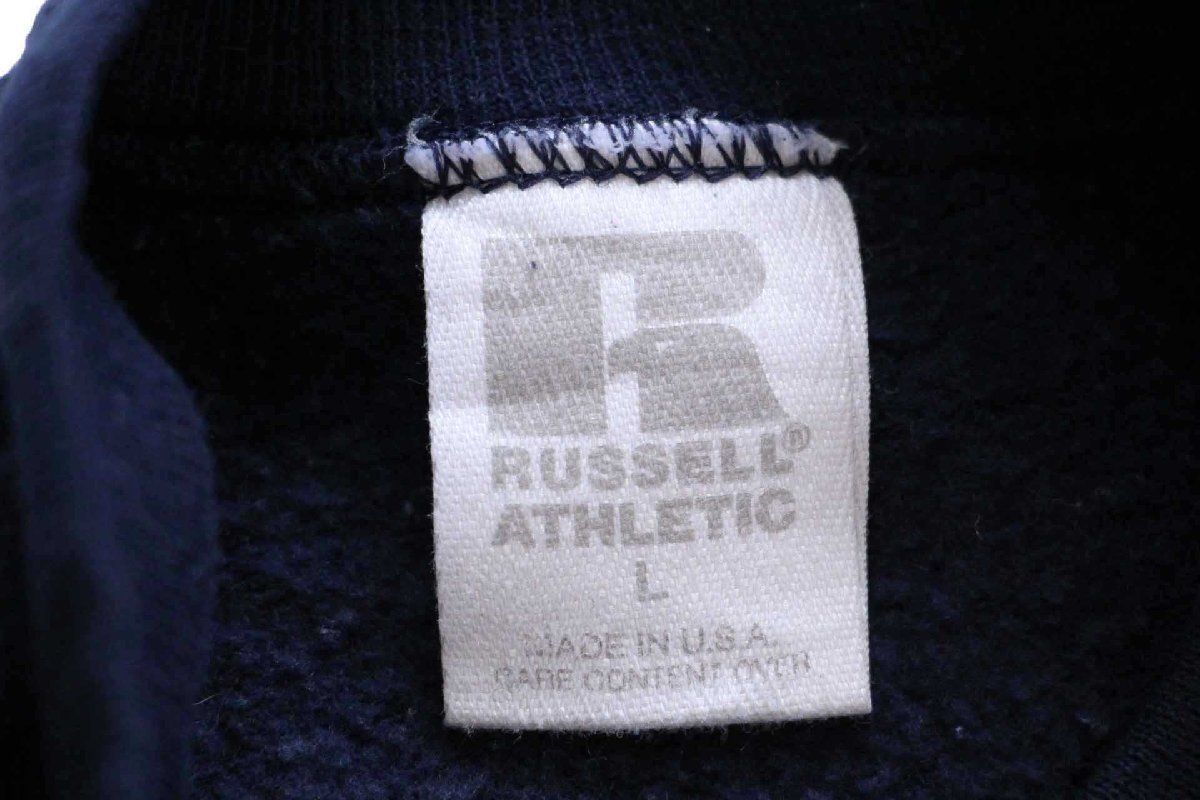 R
RUSSELL®
ATHLETIC
L
MADE IN U.S.A.
CARE CONTENT OVER